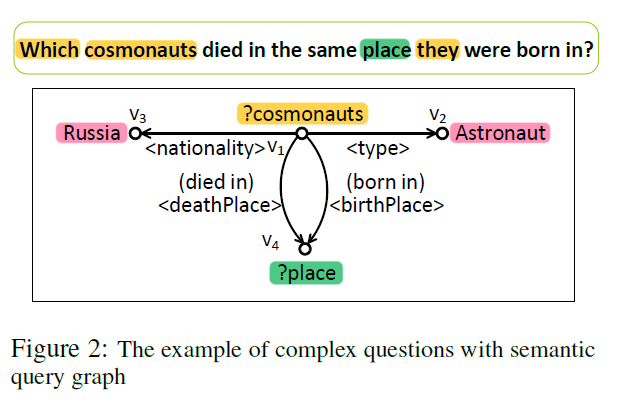 Which cosmonauts died in the same place they were born in?
V3 ?cosmonauts V2
Russia Astronaut
<nationality> V1 <type>
(died in) (born in)
<deathPlace> <birthPlace>
V4
?place
Figure 2: The example of complex questions with semantic
query graph